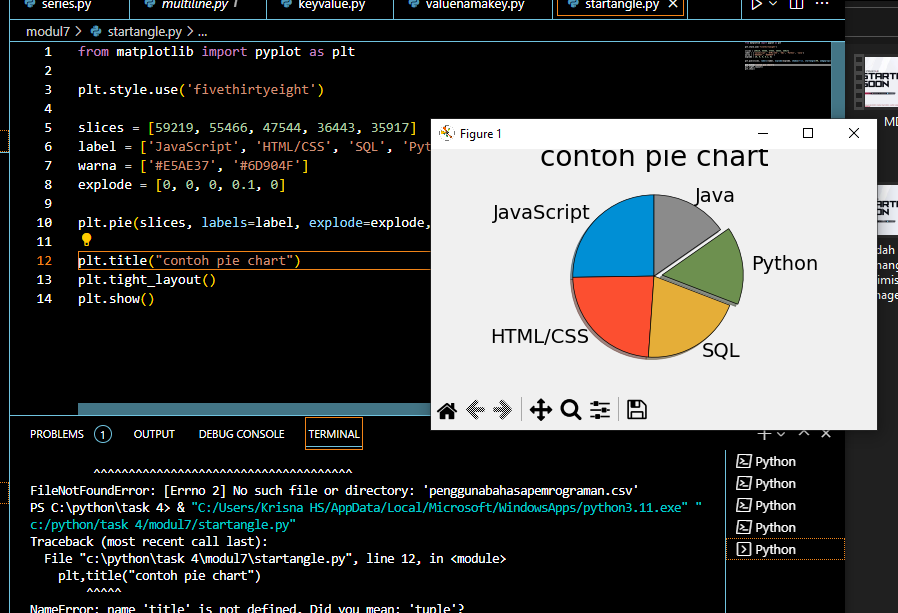 series.py multiline.py 1 keyvalue.py valuenamakey.py startangle.py
modul7 > startangle.py > ...
1 from matplotlib import pyplot as plt
2
3 plt.style.use('fivethirtyeight')
4
5 slices = [59219, 55466, 47544, 36443, 35917]
6 label = ['JavaScript', 'HTML/CSS', 'SQL', 'Pyt
7 warna = ['#E5AE37', '#6D904F']
8 explode = [0, 0, 0, 0.1, 0]
9
10 plt.pie(slices, labels=label, explode=explode,
11
12 plt.title("contoh pie chart")
13 plt.tight_layout()
14 plt.show()
Figure 1
contoh pie chart
Java
JavaScript
Python
HTML/CSS
SQL
PROBLEMS 1 OUTPUT DEBUG CONSOLE TERMINAL
^^^^^^^^^^^^^^^^^^^^^^^^^^^^^^^^^^^^^
FileNotFoundError: [Errno 2] No such file or directory: 'penggunabahasapemrograman.csv'
PS C:\python\task 4> & "C:/Users/Krisna HS/AppData/Local/Microsoft/WindowsApps/python3.11.exe" "
c:/python/task 4/modul7/startangle.py"
Traceback (most recent call last):
File "c:\python\task 4\modul7\startangle.py", line 12, in <module>
plt,title("contoh pie chart")
^^^^^
NameError: name 'title' is not defined. Did you mean: 'tuple'?
Python
Python
Python
Python
Python